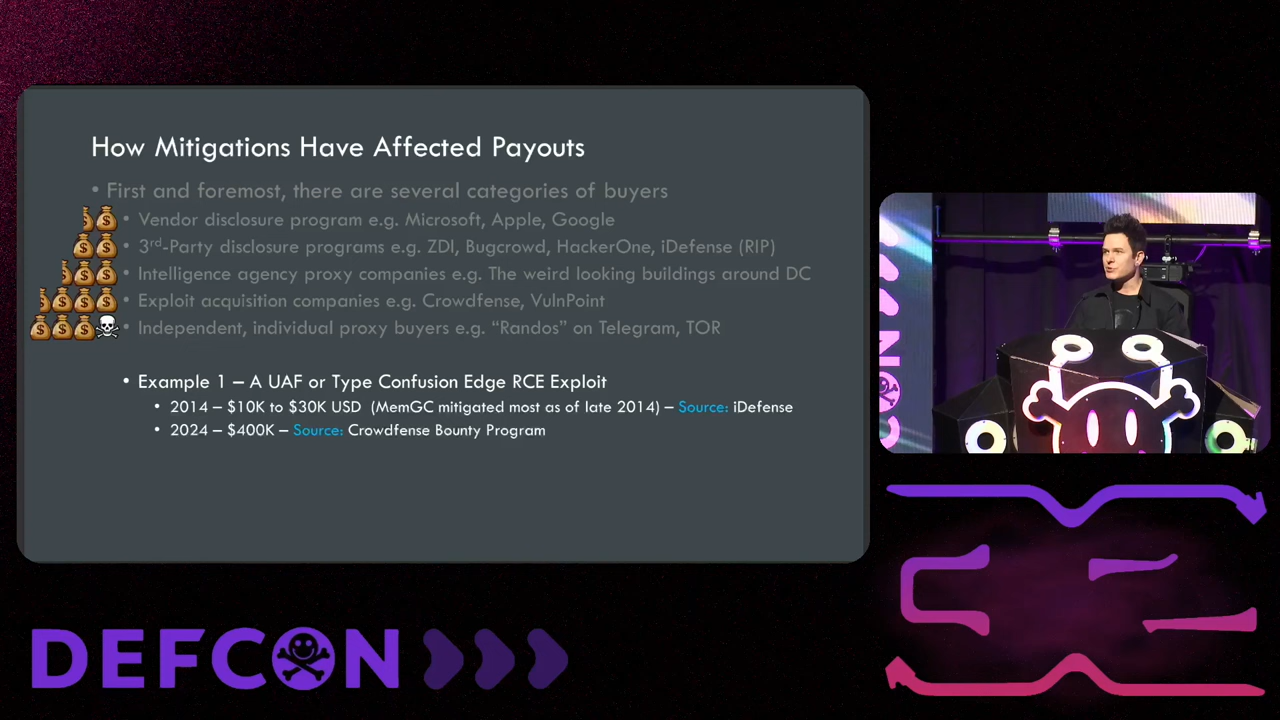 How Mitigations Have Affected Payouts
• First and foremost, there are several categories of buyers
• Vendor disclosure program e.g. Microsoft, Apple, Google
• 3rd-Party disclosure programs e.g. ZDI, Bugcrowd, HackerOne, iDefense (RIP)
• Intelligence agency proxy companies e.g. The weird looking buildings around DC
• Exploit acquisition companies e.g. Crowdfense, VulnPoint
• Independent, individual proxy buyers e.g. “Randos” on Telegram, TOR
• Example 1 – A UAF or Type Confusion Edge RCE Exploit
• 2014 – $10K to $30K USD (MemGC mitigated most as of late 2014) – Source: iDefense
• 2024 – $400K – Source: Crowdfense Bounty Program
DEFCON